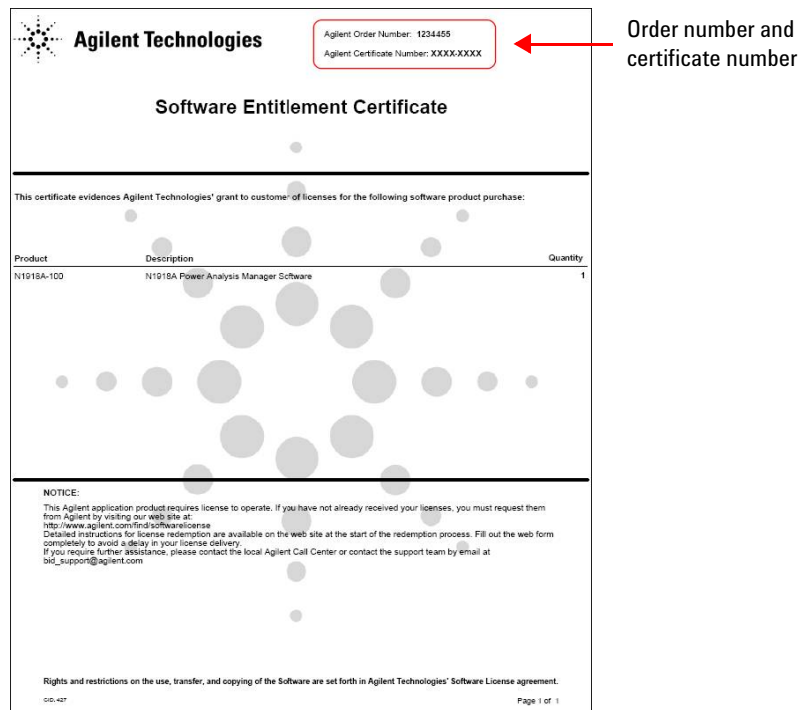 Agilent Technologies
Agilent Order Number: 1234455
Agilent Certificate Number: XXXX-XXXX
Order number and
certificate number
Software Entitlement Certificate
This certificate evidences Agilent Technologies' grant to customer of licenses for the following software product purchase:
Product Description Quantity
N1918A-100 N1918A Power Analysis Manager Software 1
NOTICE:
This Agilent application product requires license to operate. If you have not already received your licenses, you must request them
from Agilent by visiting our web site at:
http://www.agilent.com/find/softwarelicense
Detailed instructions for license redemption are available on the web site at the start of the redemption process. Fill out the web form
completely to avoid a delay in your license delivery.
If you require further assistance, please contact the local Agilent Call Center or contact the support team by email at
bid_support@agilent.com
Rights and restrictions on the use, transfer, and copying of the Software are set forth in Agilent Technologies' Software License agreement.
Page 1 of 1